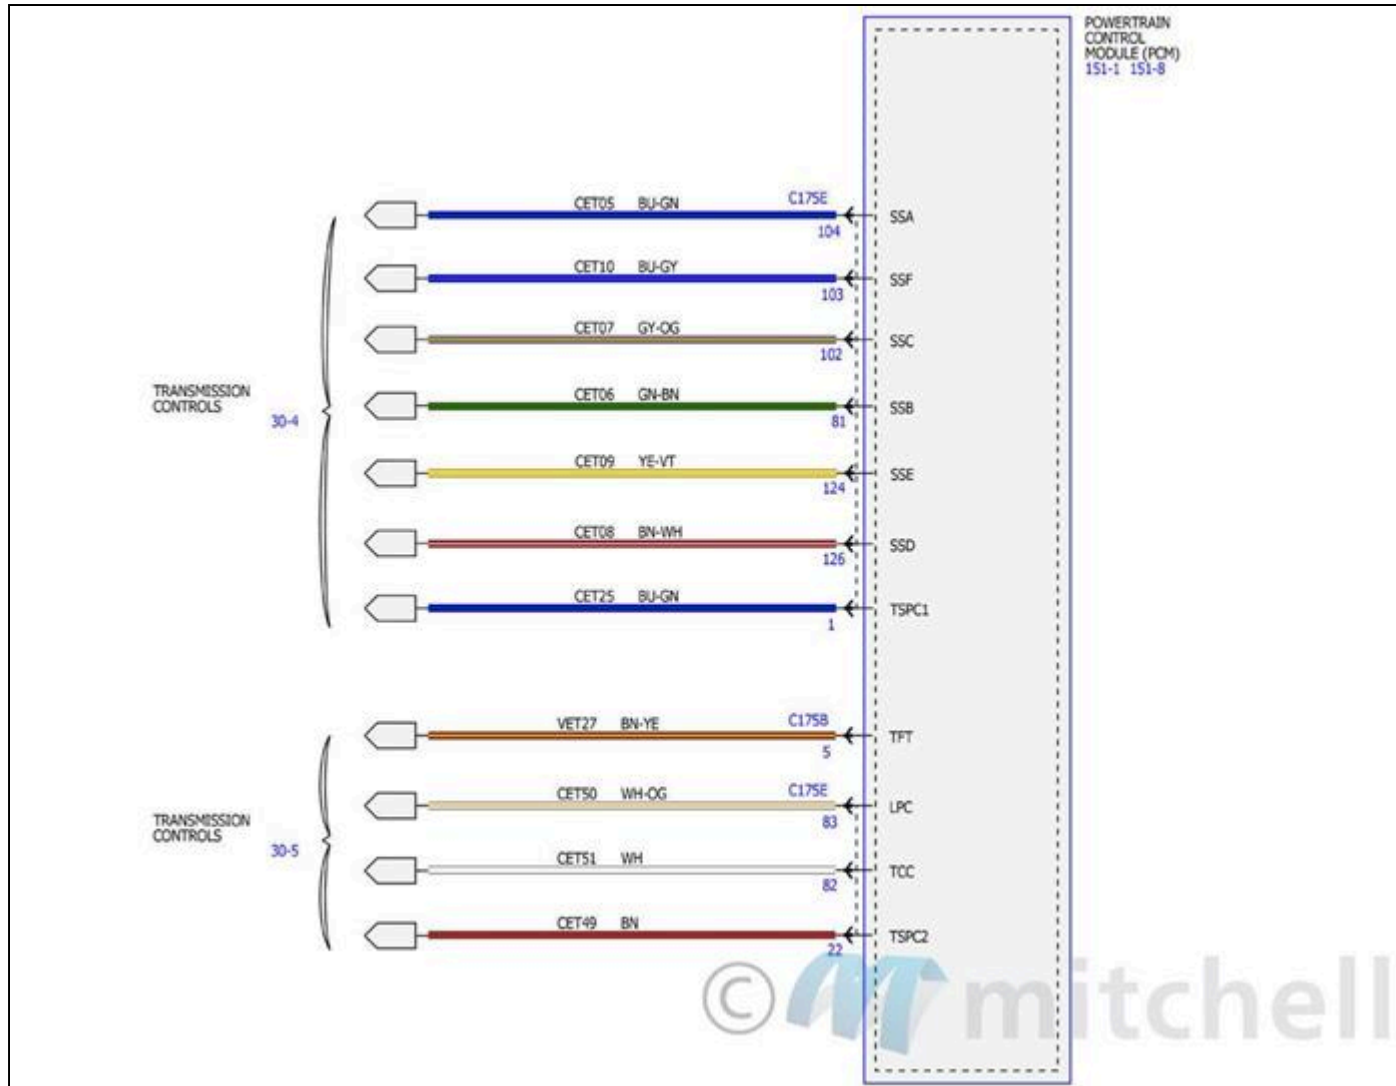 POWERTRAIN
CONTROL
MODULE (PCM)
151-1 151-8
CET05 BU-GN C175E
104 SSA
CET10 BU-GY
103 SSF
CET07 GY-OG
102 SSC
TRANSMISSION
CONTROLS
30-4
CET06 GN-BN
81 SSB
CET09 YE-VT
124 SSE
CET08 BN-WH
126 SSD
CET25 BU-GN
1 TSPC1
VET27 BN-YE C175B
5 TFT
CET50 WH-OG C175E
83 LPC
TRANSMISSION
CONTROLS
30-5
CET51 WH
82 TCC
CET49 BN
22 TSPC2
© mitchell